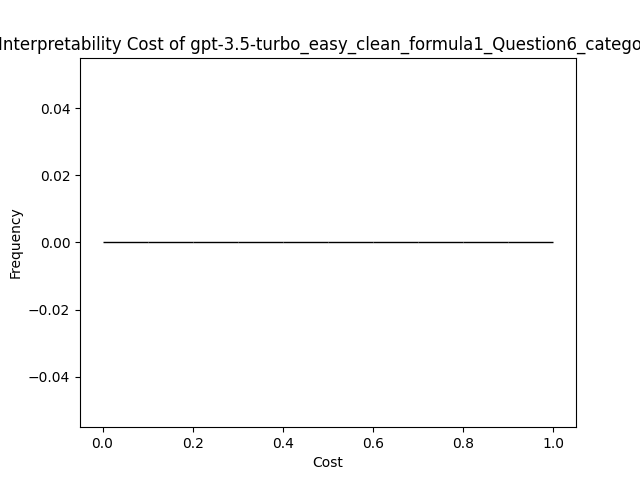 Interpretability Cost of gpt-3.5-turbo_easy_clean_formula1_Question6_catego
0.04
0.02
0.00
−0.02
−0.04
Frequency
0.0 0.2 0.4 0.6 0.8 1.0
Cost